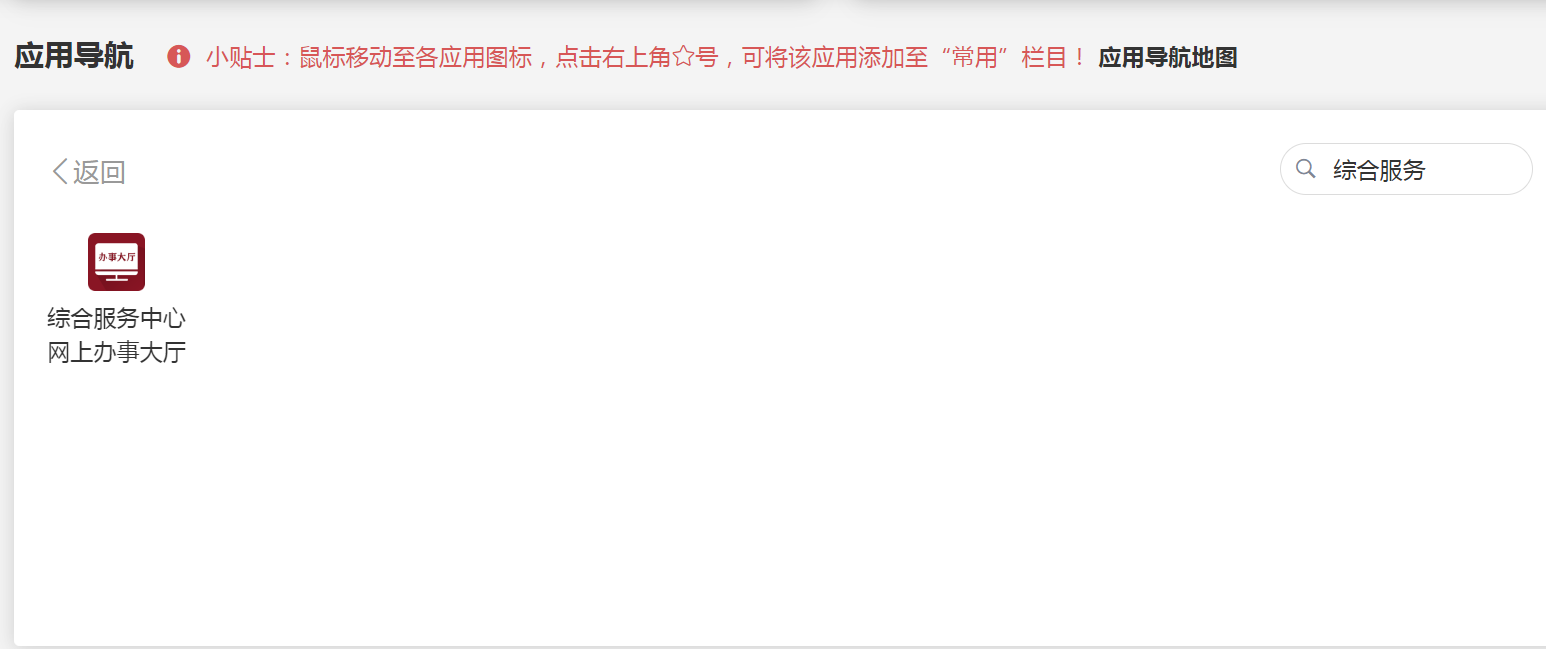 应用导航 小贴士：鼠标移动至各应用图标，点击右上角☆号，可将该应用添加至“常用”栏目！ 应用导航地图
返回 综合服务
办事大厅
综合服务中心
网上办事大厅